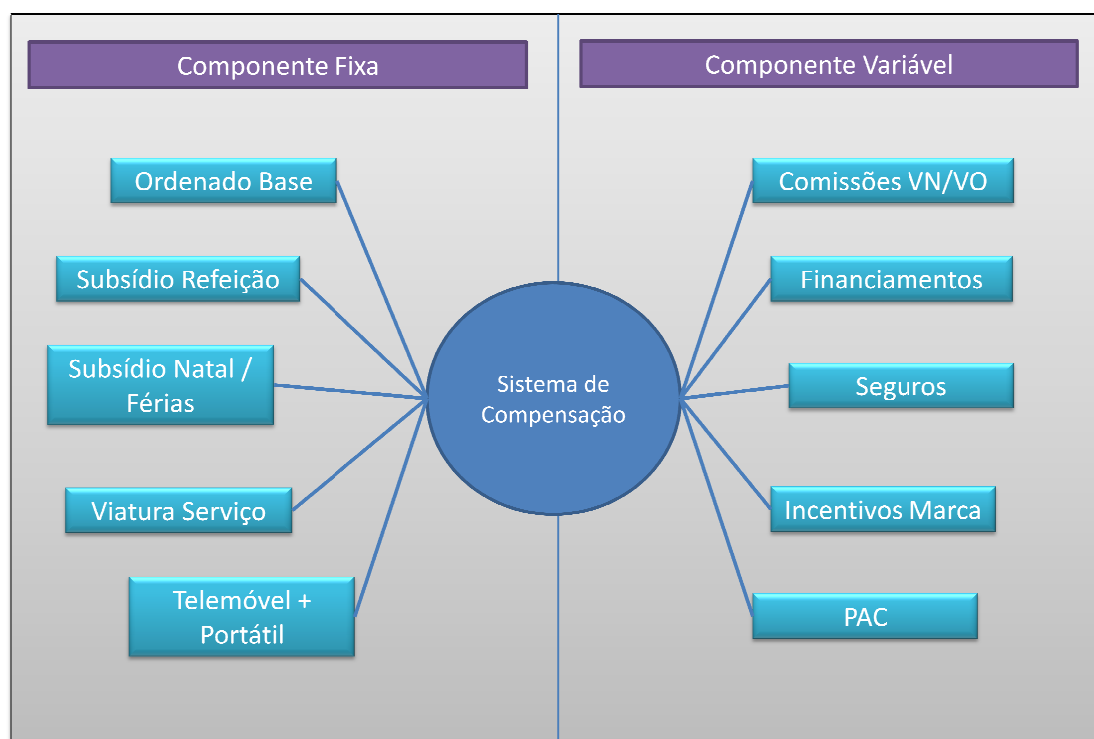 Componente Fixa
Componente Variável
Ordenado Base
Subsídio Refeição
Subsídio Natal /
Férias
Viatura Serviço
Telemóvel +
Portátil
Sistema de
Compensação
Comissões VN/VO
Financiamentos
Seguros
Incentivos Marca
PAC